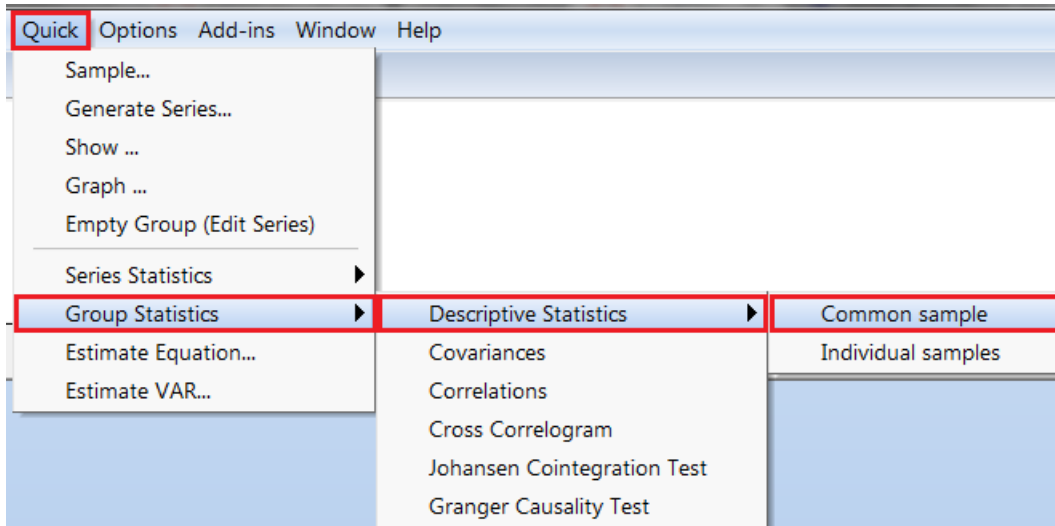 Quick Options Add-ins Window Help
Sample...
Generate Series...
Show ...
Graph ...
Empty Group (Edit Series)
Series Statistics
Group Statistics
Estimate Equation...
Estimate VAR...
Descriptive Statistics
Covariances
Correlations
Cross Correlogram
Johansen Cointegration Test
Granger Causality Test
Common sample
Individual samples